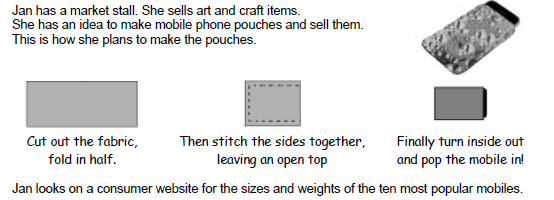 Jan has a market stall. She sells art and craft items.
She has an idea to make mobile phone pouches and sell them.
This is how she plans to make the pouches.
Cut out the fabric,
fold in half.
Then stitch the sides together,
leaving an open top
Finally turn inside out
and pop the mobile in!
Jan looks on a consumer website for the sizes and weights of the ten most popular mobiles.